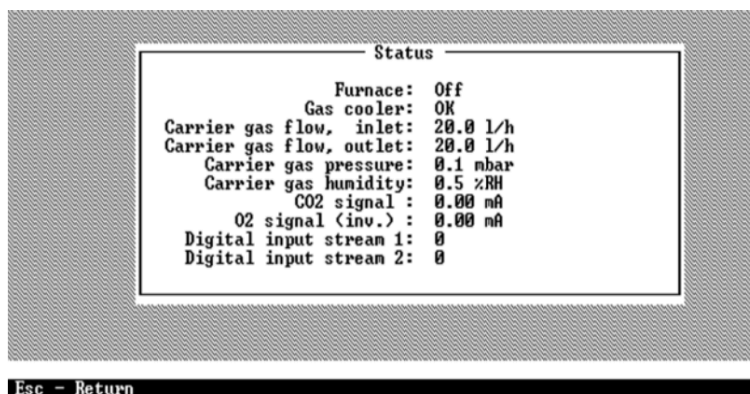 Status
Furnace: Off
Gas cooler: OK
Carrier gas flow, inlet: 20.0 l/h
Carrier gas flow, outlet: 20.0 l/h
Carrier gas pressure: 0.1 mbar
Carrier gas humidity: 0.5 %RH
CO2 signal : 0.00 mA
O2 signal (inv.) : 0.00 mA
Digital input stream 1: 0
Digital input stream 2: 0
Esc - Return